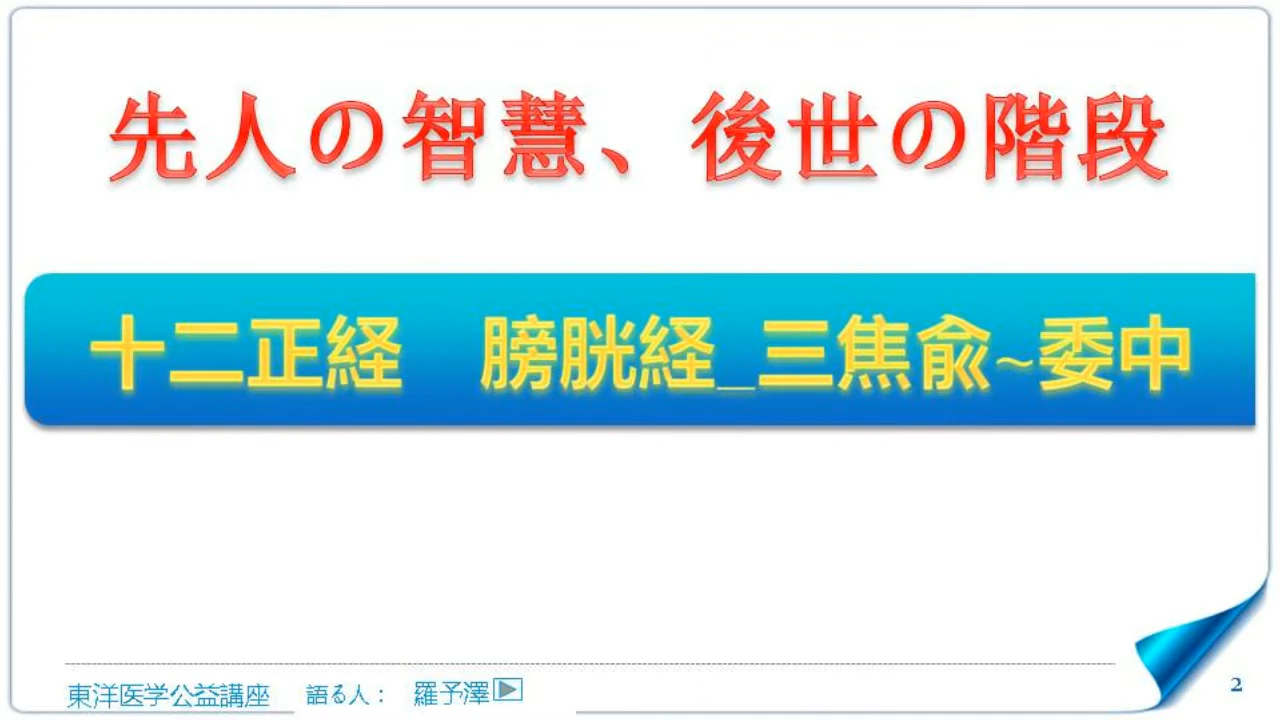 先人の智慧、後世の階段
十二正経　膀胱経_三焦兪~委中
東洋医学公益講座　語る人：　羅予澤
2